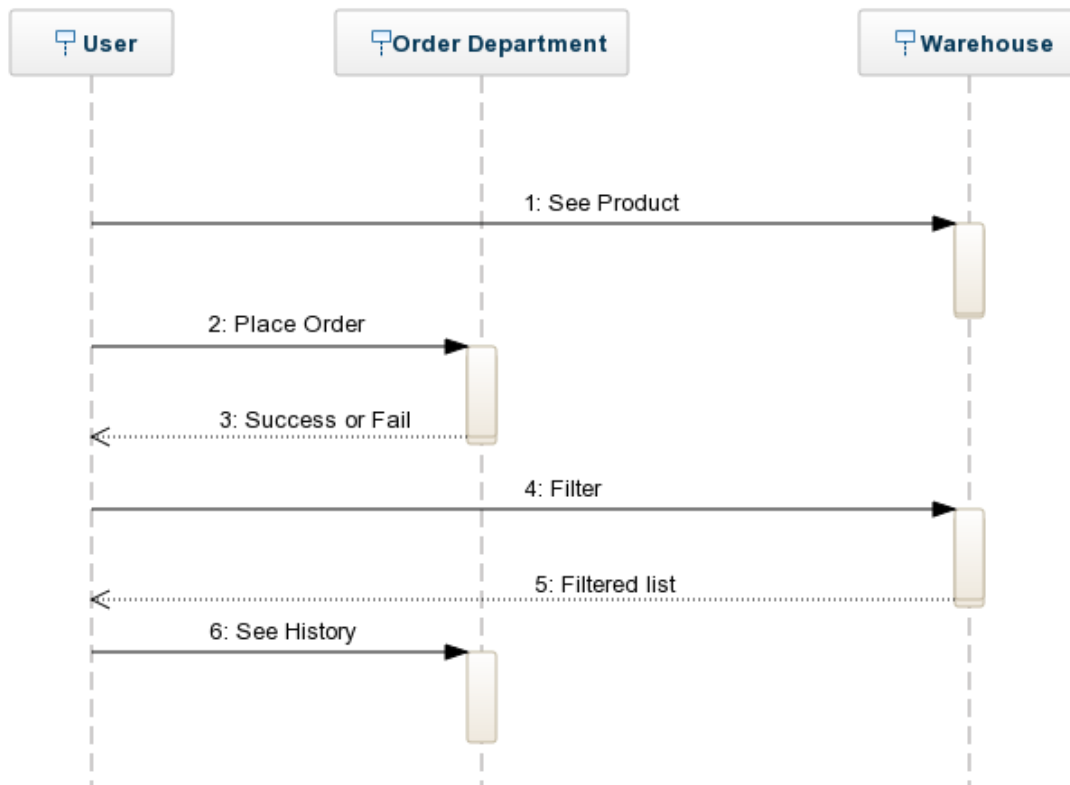 User
Order Department
Warehouse
1: See Product
2: Place Order
3: Success or Fail
4: Filter
5: Filtered list
6: See History